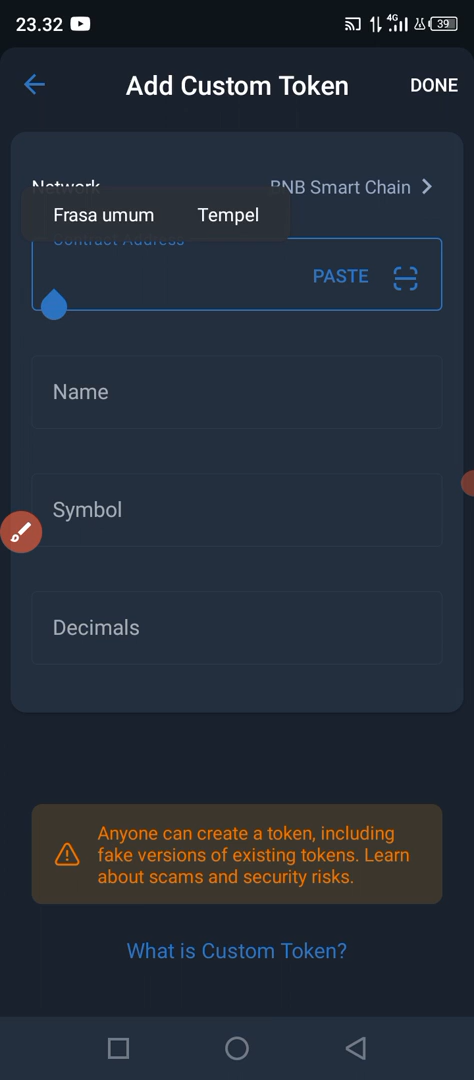 23.32
4G
39
Add Custom Token
DONE
Network
BNB Smart Chain
Frasa umum
Tempel
Contract Address
PASTE
Name
Symbol
Decimals
Anyone can create a token, including
fake versions of existing tokens. Learn
about scams and security risks.
What is Custom Token?